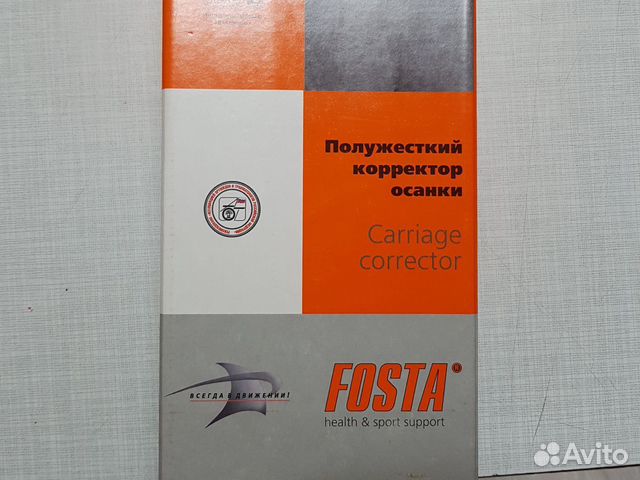 Полужесткий
корректор
осанки
Carriage
corrector
ВСЕГДА В ДВИЖЕНИИ!
FOSTA®
health & sport support
Avito